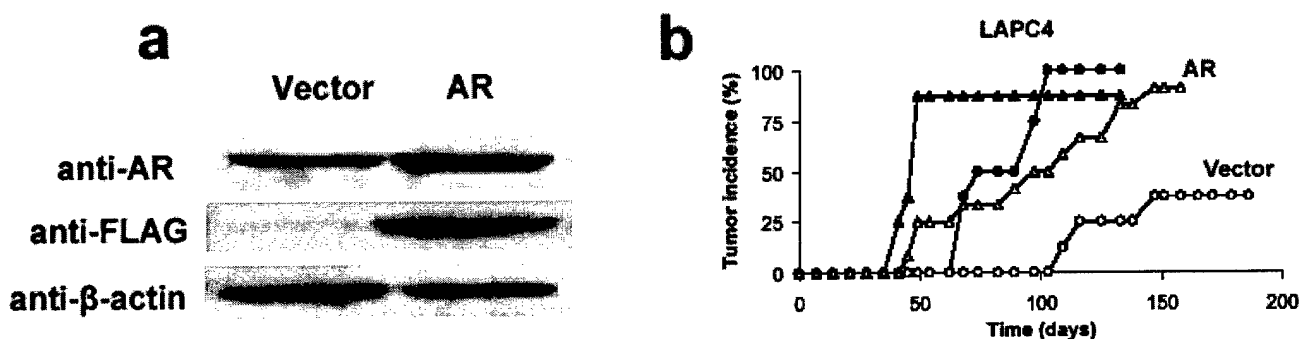 a
Vector AR
anti-AR
anti-FLAG
anti-β-actin
b
LAPC4
Tumor incidence (%)
100
75
50
25
0
AR
Vector
0 50 100 150 200
Time (days)